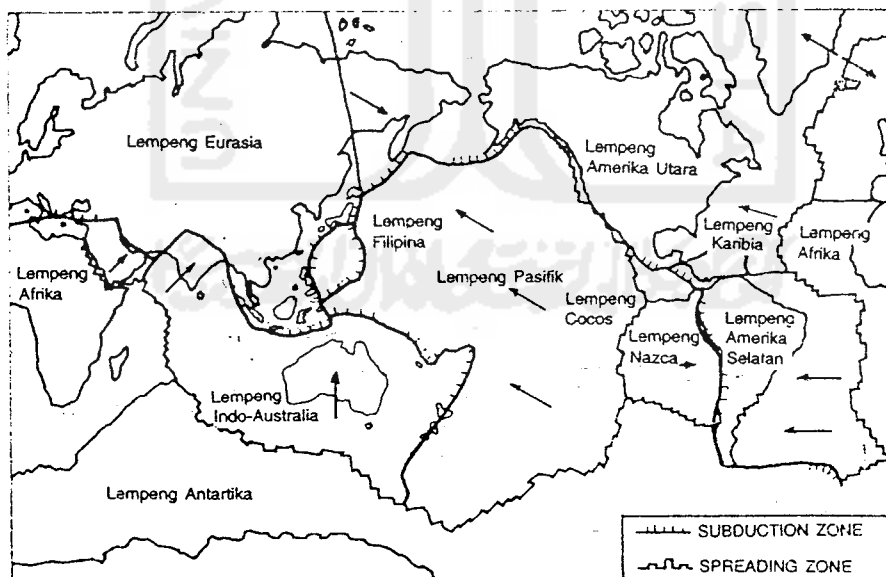 Lempeng Eurasia
Lempeng
Amerika Utara
Lempeng
Filipina
Lempeng
Karibia
Lempeng
Afrika
Lempeng
Afrika
Lempeng Pasifik
Lempeng
Cocos
Lempeng
Nazca
Lempeng
Amerika
Selatan
Lempeng
Indo-Australia
Lempeng Antartika
SUBDUCTION ZONE
SPREADING ZONE